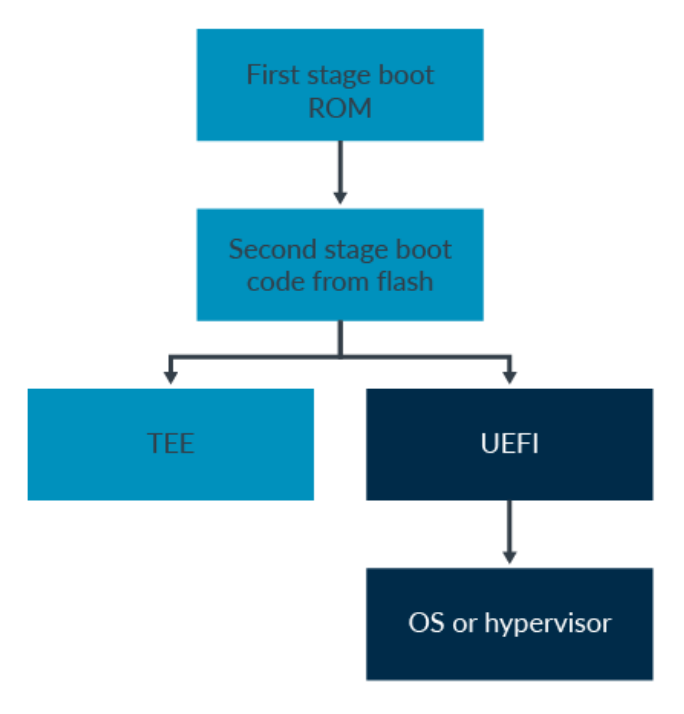 First stage boot
ROM
Second stage boot
code from flash
TEE
UEFI
OS or hypervisor